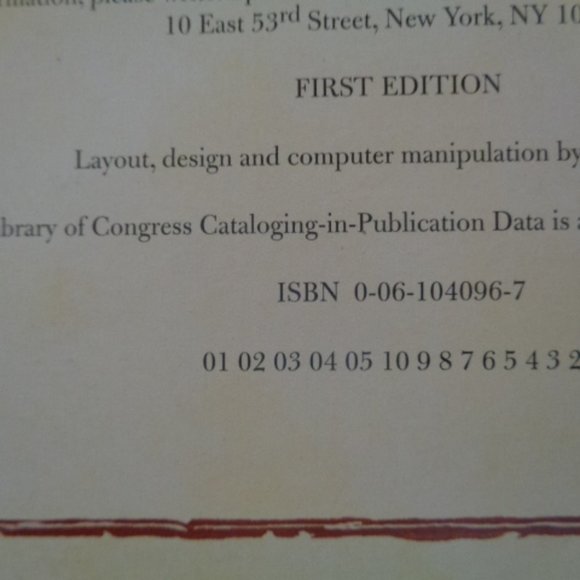 10 East 53rd Street, New York, NY 10
FIRST EDITION
Layout, design and computer manipulation by
brary of Congress Cataloging-in-Publication Data is a
ISBN 0-06-104096-7
01 02 03 04 05 10 9 8 7 6 5 4 3 2